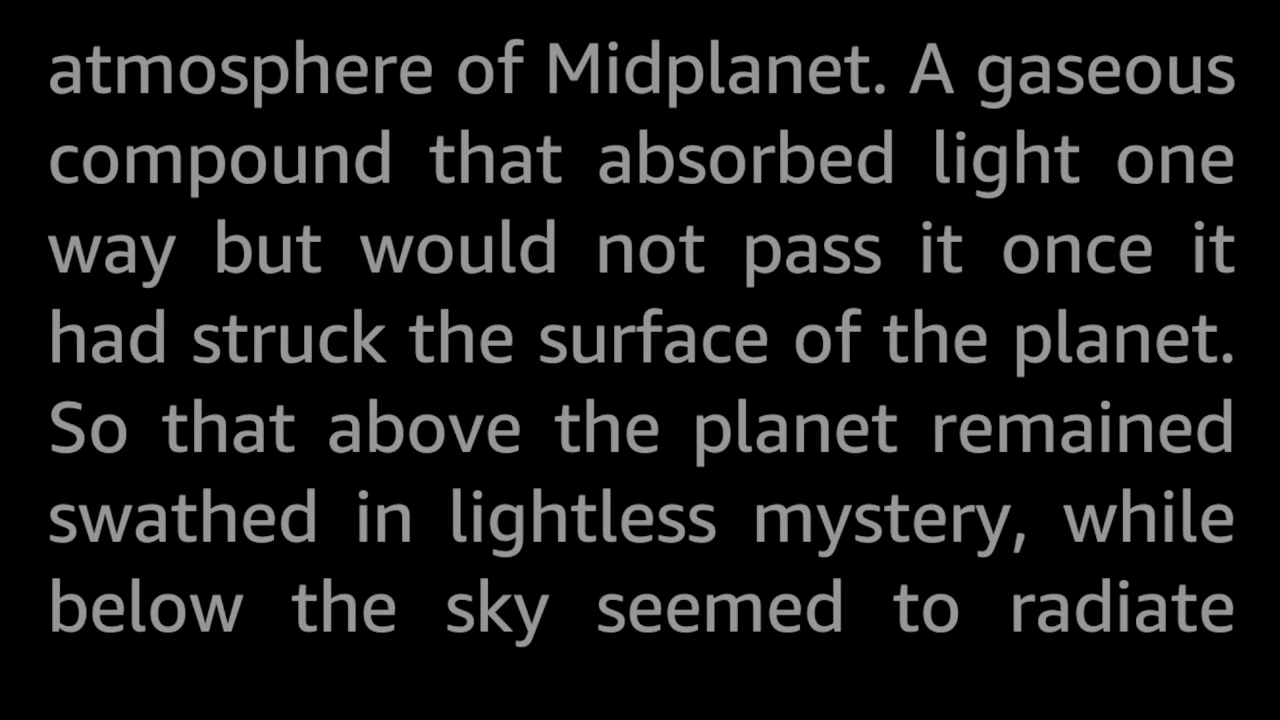 atmosphere of Midplanet. A gaseous
compound that absorbed light one
way but would not pass it once it
had struck the surface of the planet.
So that above the planet remained
swathed in lightless mystery, while
below the sky seemed to radiate